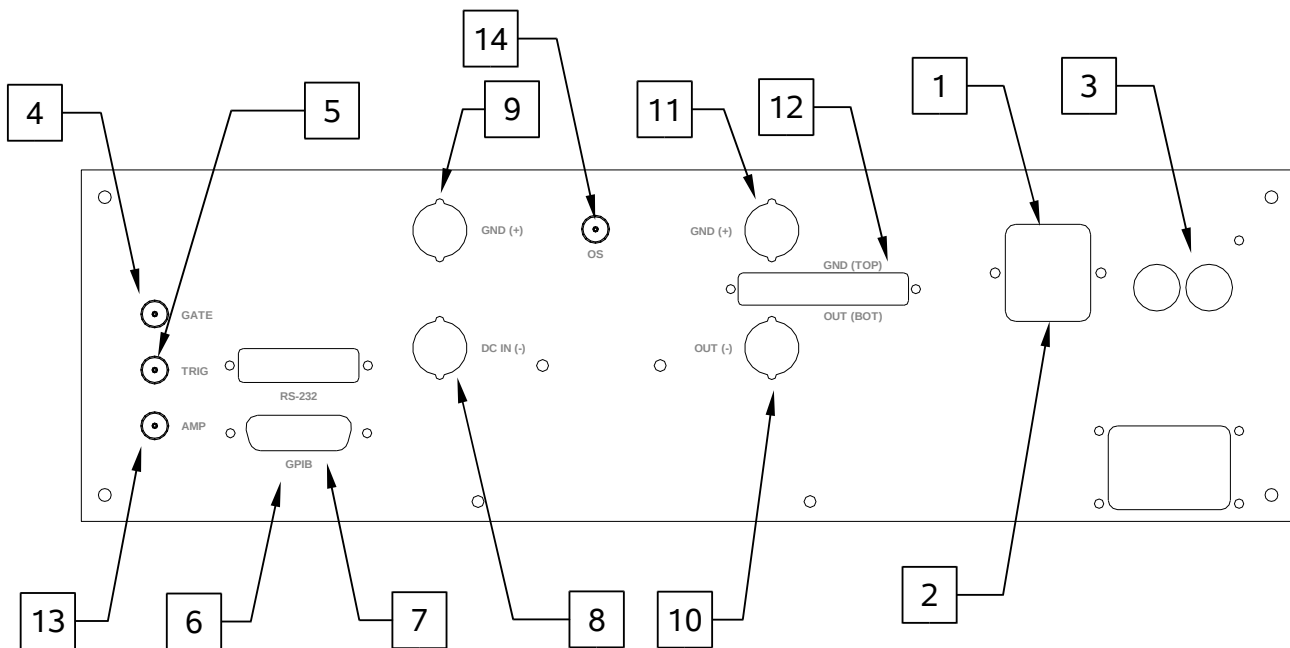 14
1
3
4
5
9
11
12
GND (+)
OS
GND (+)
GND (TOP)
GATE
OUT (BOT)
TRIG
DC IN (-)
OUT (-)
RS-232
AMP
GPIB
2
13
6
7
8
10